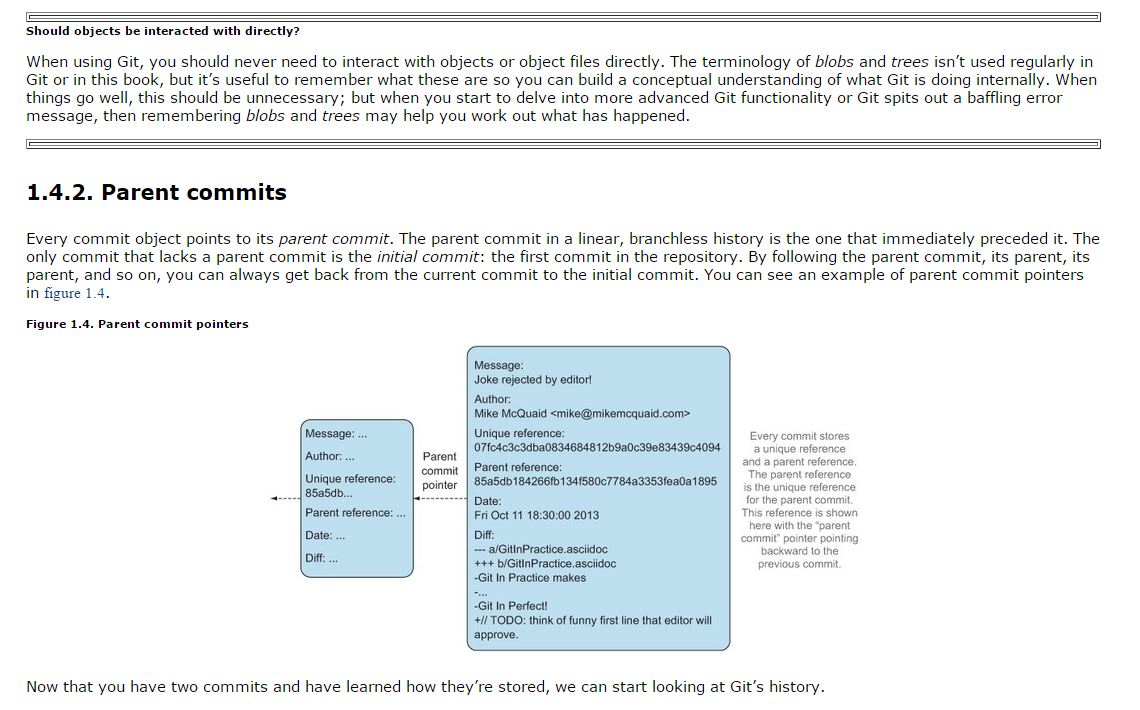 Should objects be interacted with directly?
When using Git, you should never need to interact with objects or object files directly. The terminology of blobs and trees isn’t used regularly in
Git or in this book, but it’s useful to remember what these are so you can build a conceptual understanding of what Git is doing internally. When
things go well, this should be unnecessary; but when you start to delve into more advanced Git functionality or Git spits out a baffling error
message, then remembering blobs and trees may help you work out what has happened.
1.4.2. Parent commits
Every commit object points to its parent commit. The parent commit in a linear, branchless history is the one that immediately preceded it. The
only commit that lacks a parent commit is the initial commit: the first commit in the repository. By following the parent commit, its parent, its
parent, and so on, you can always get back from the current commit to the initial commit. You can see an example of parent commit pointers
in figure 1.4.
Figure 1.4. Parent commit pointers
Message: ...
Author: ...
Unique reference:
85a5db...
Parent reference: ...
Date: ...
Diff: ...
Parent
commit
pointer
Message:
Joke rejected by editor!
Author:
Mike McQuaid <mike@mikemcquaid.com>
Unique reference:
07fc4c3c3dba0834684812b9a0c39e83439c4094
Parent reference:
85a5db184266fb134f580c7784a3353fea0a1895
Date:
Fri Oct 11 18:30:00 2013
Diff:
--- a/GitInPractice.asciidoc
+++ b/GitInPractice.asciidoc
-Git In Practice makes
-...
-Git In Perfect!
+// TODO: think of funny first line that editor will
approve.
Every commit stores
a unique reference
and a parent reference.
The parent reference
is the unique reference
for the parent commit.
This reference is shown
here with the “parent
commit” pointer pointing
backward to the
previous commit.
Now that you have two commits and have learned how they’re stored, we can start looking at Git’s history.